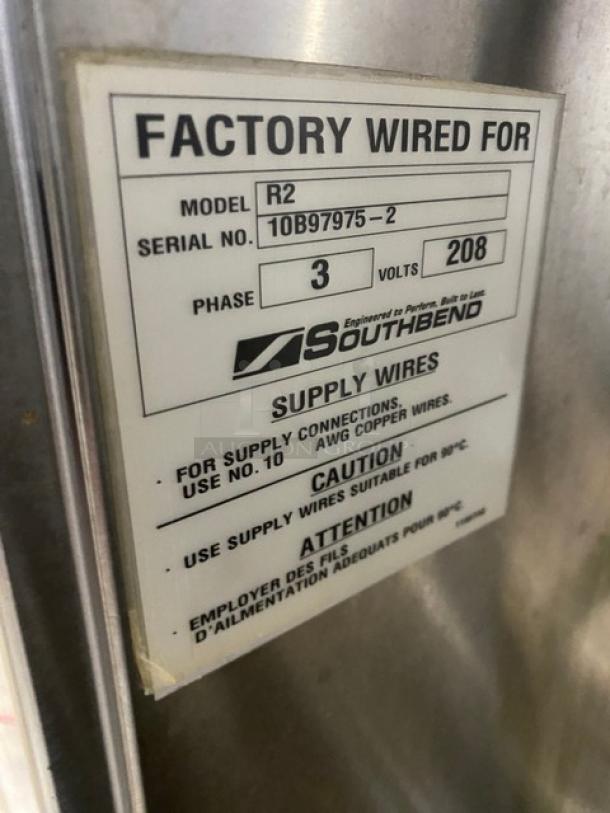 FACTORY WIRED FOR
MODEL R2
SERIAL NO. 10B97975-2
PHASE 3 VOLTS 208
Engineered to Perform, Built to Last.
SOUTHBEND
SUPPLY WIRES
· FOR SUPPLY CONNECTIONS,
USE NO. 10 AWG COPPER WIRES.
AUCTION GROUP
CAUTION
· USE SUPPLY WIRES SUITABLE FOR 90°C.
ATTENTION
· EMPLOYER DES FILS
D'AILMENTATION ADEQUATS POUR 90°C.